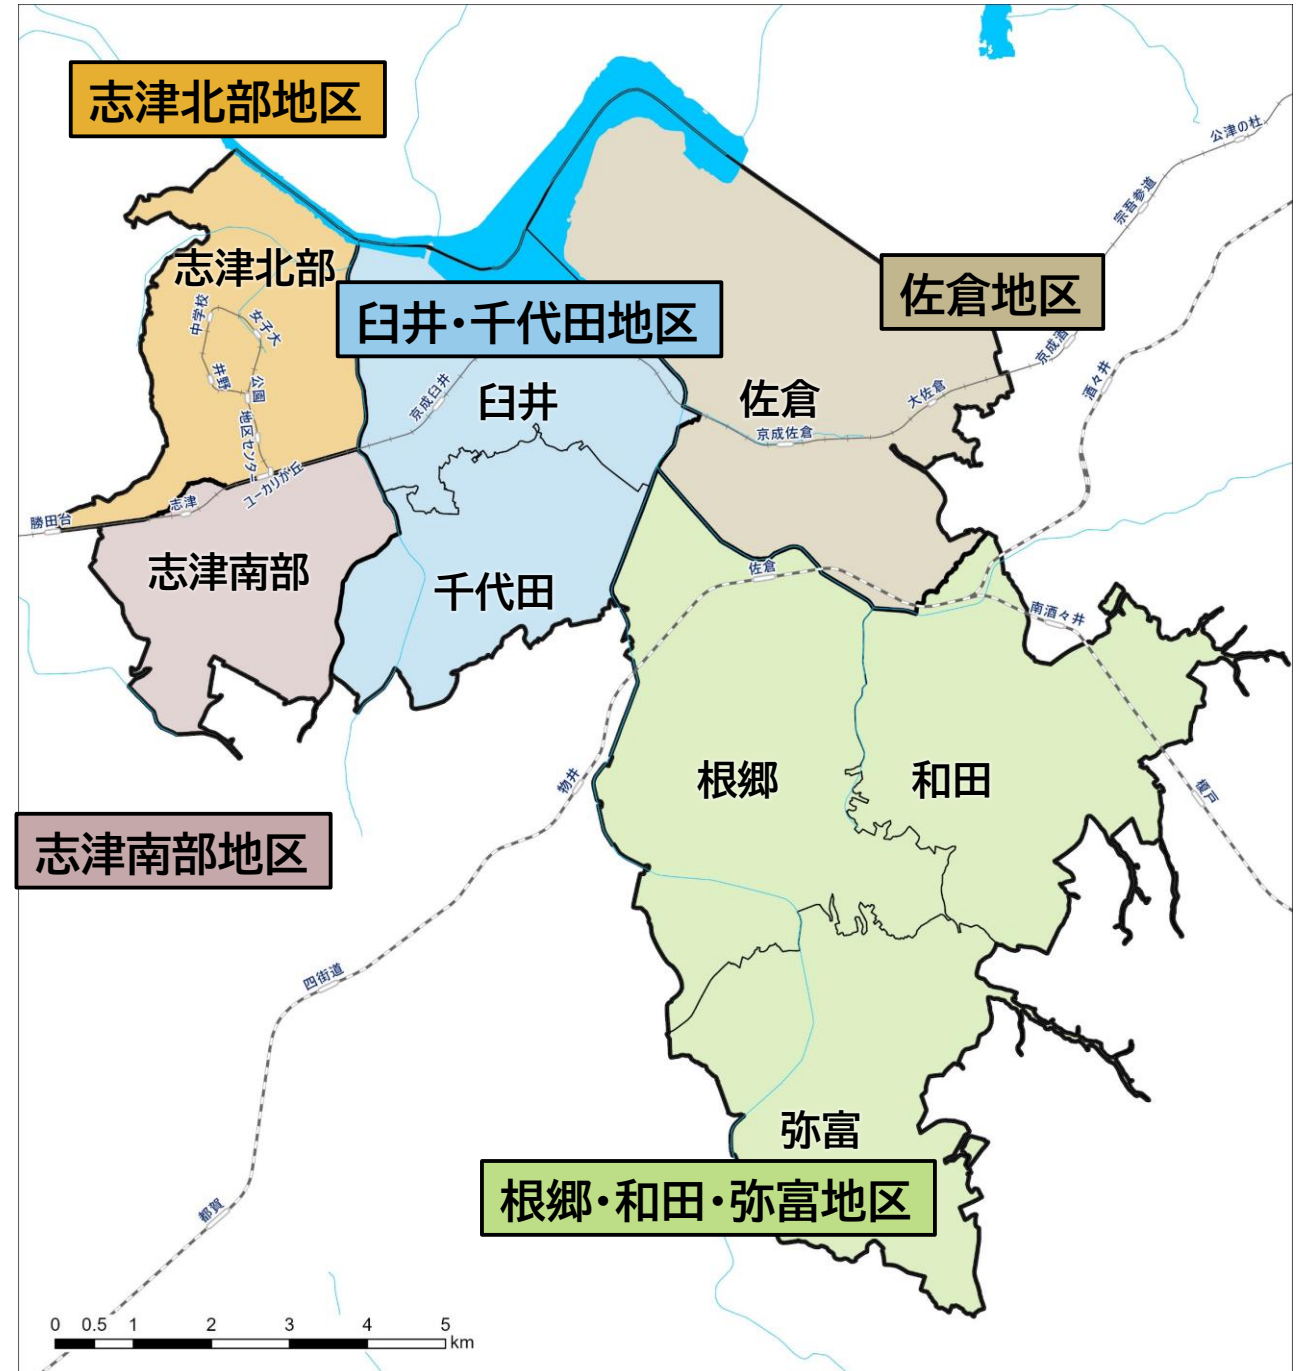 志津北部地区
公津の杜
宗吾参道
志津北部
佐倉地区
臼井・千代田地区
中学校
女子大
井野
公園
地区センター
ユーカリが丘
京成臼井
臼井
佐倉
京成佐倉
大佐倉
京成酒
酒々井
勝田台
志津
志津南部
千代田
佐倉
南酒々井
根郷
和田
物井
榎戸
志津南部地区
四街道
弥富
根郷・和田・弥富地区
都賀
0 0.5 1 2 3 4 5
km